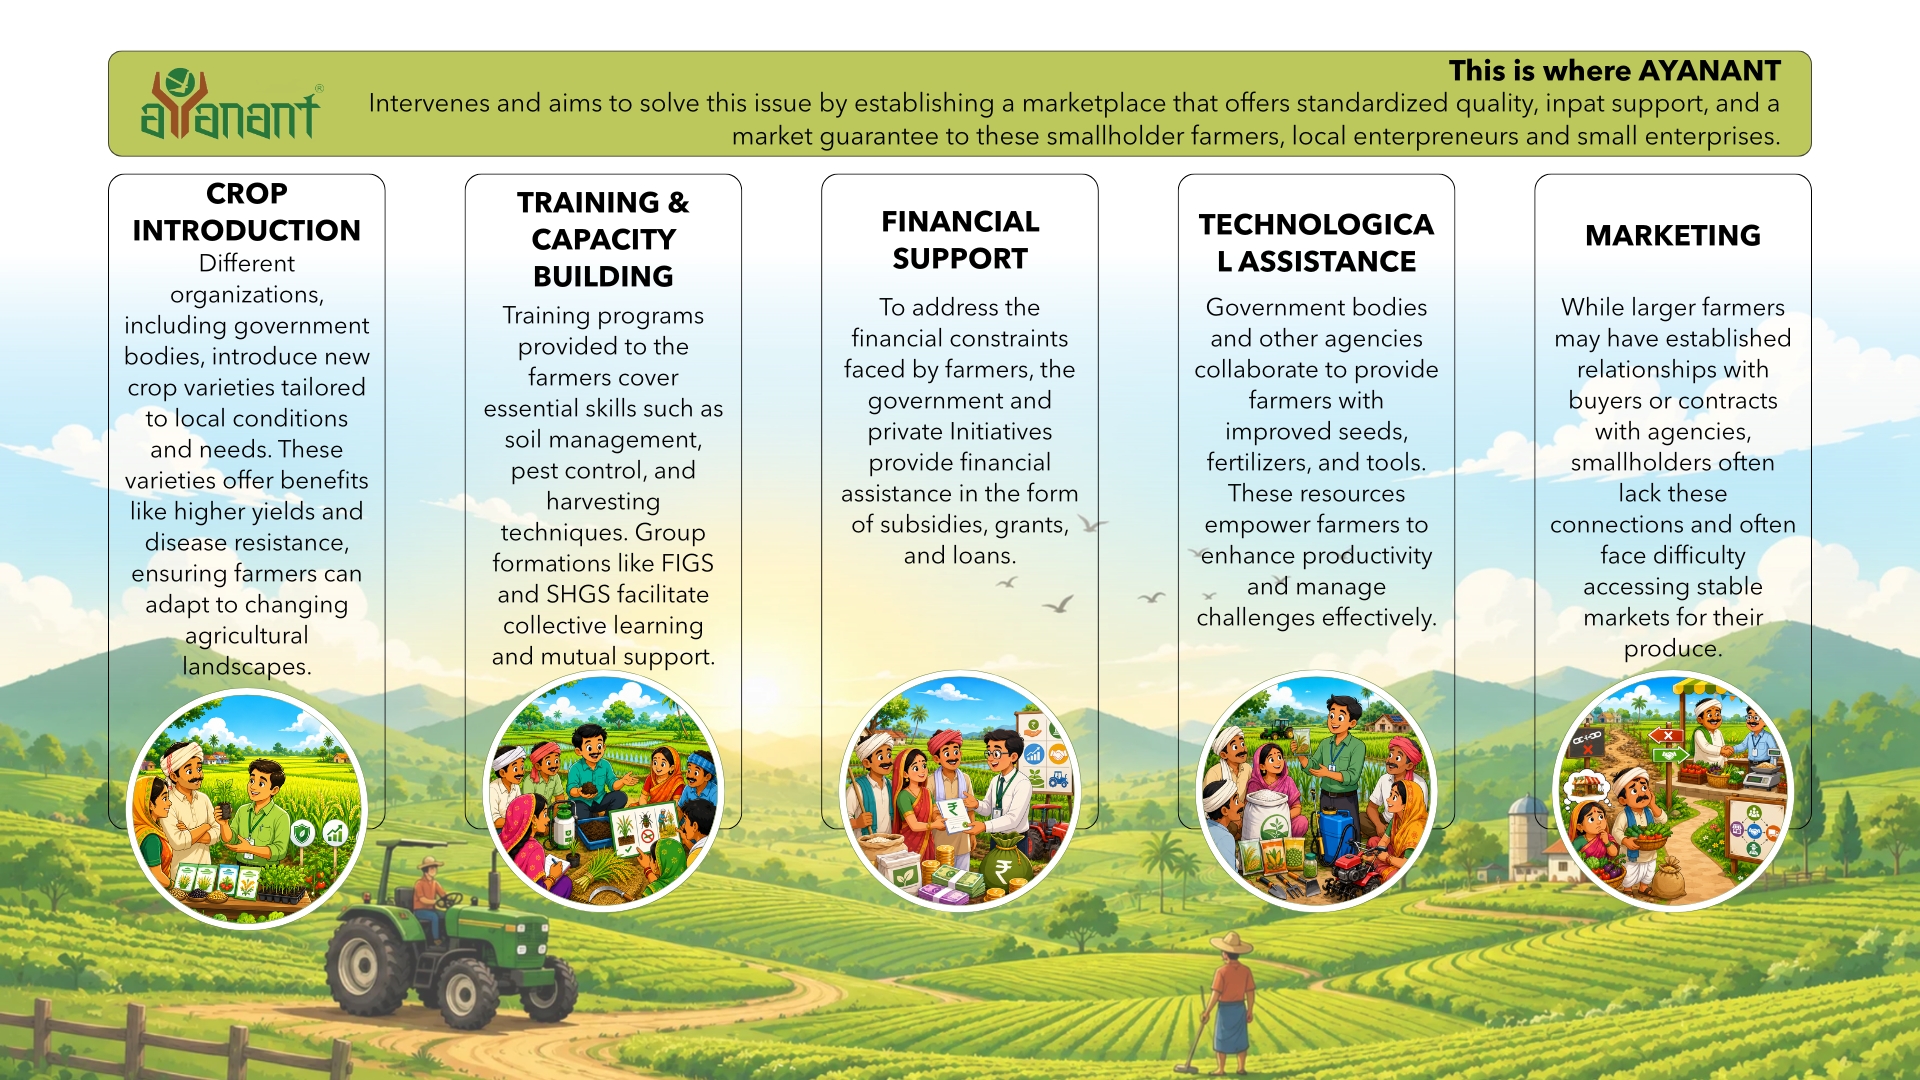 ayanant®
This is where AYANANT
Intervenes and aims to solve this issue by establishing a marketplace that offers standardized quality, inpat support, and a
market guarantee to these smallholder farmers, local enterpreneurs and small enterprises.
CROP
INTRODUCTION
Different
organizations,
including government
bodies, introduce new
crop varieties tailored
to local conditions
and needs. These
varieties offer benefits
like higher yields and
disease resistance,
ensuring farmers can
adapt to changing
agricultural
landscapes.
TRAINING &
CAPACITY
BUILDING
Training programs
provided to the
farmers cover
essential skills such as
soil management,
pest control, and
harvesting
techniques. Group
formations like FIGS
and SHGS facilitate
collective learning
and mutual support.
FINANCIAL
SUPPORT
To address the
financial constraints
faced by farmers, the
government and
private Initiatives
provide financial
assistance in the form
of subsidies, grants,
and loans.
₹
₹
TECHNOLOGICA
L ASSISTANCE
Government bodies
and other agencies
collaborate to provide
farmers with
improved seeds,
fertilizers, and tools.
These resources
empower farmers to
enhance productivity
and manage
challenges effectively.
MARKETING
While larger farmers
may have established
relationships with
buyers or contracts
with agencies,
smallholders often
lack these
connections and often
face difficulty
accessing stable
markets for their
produce.